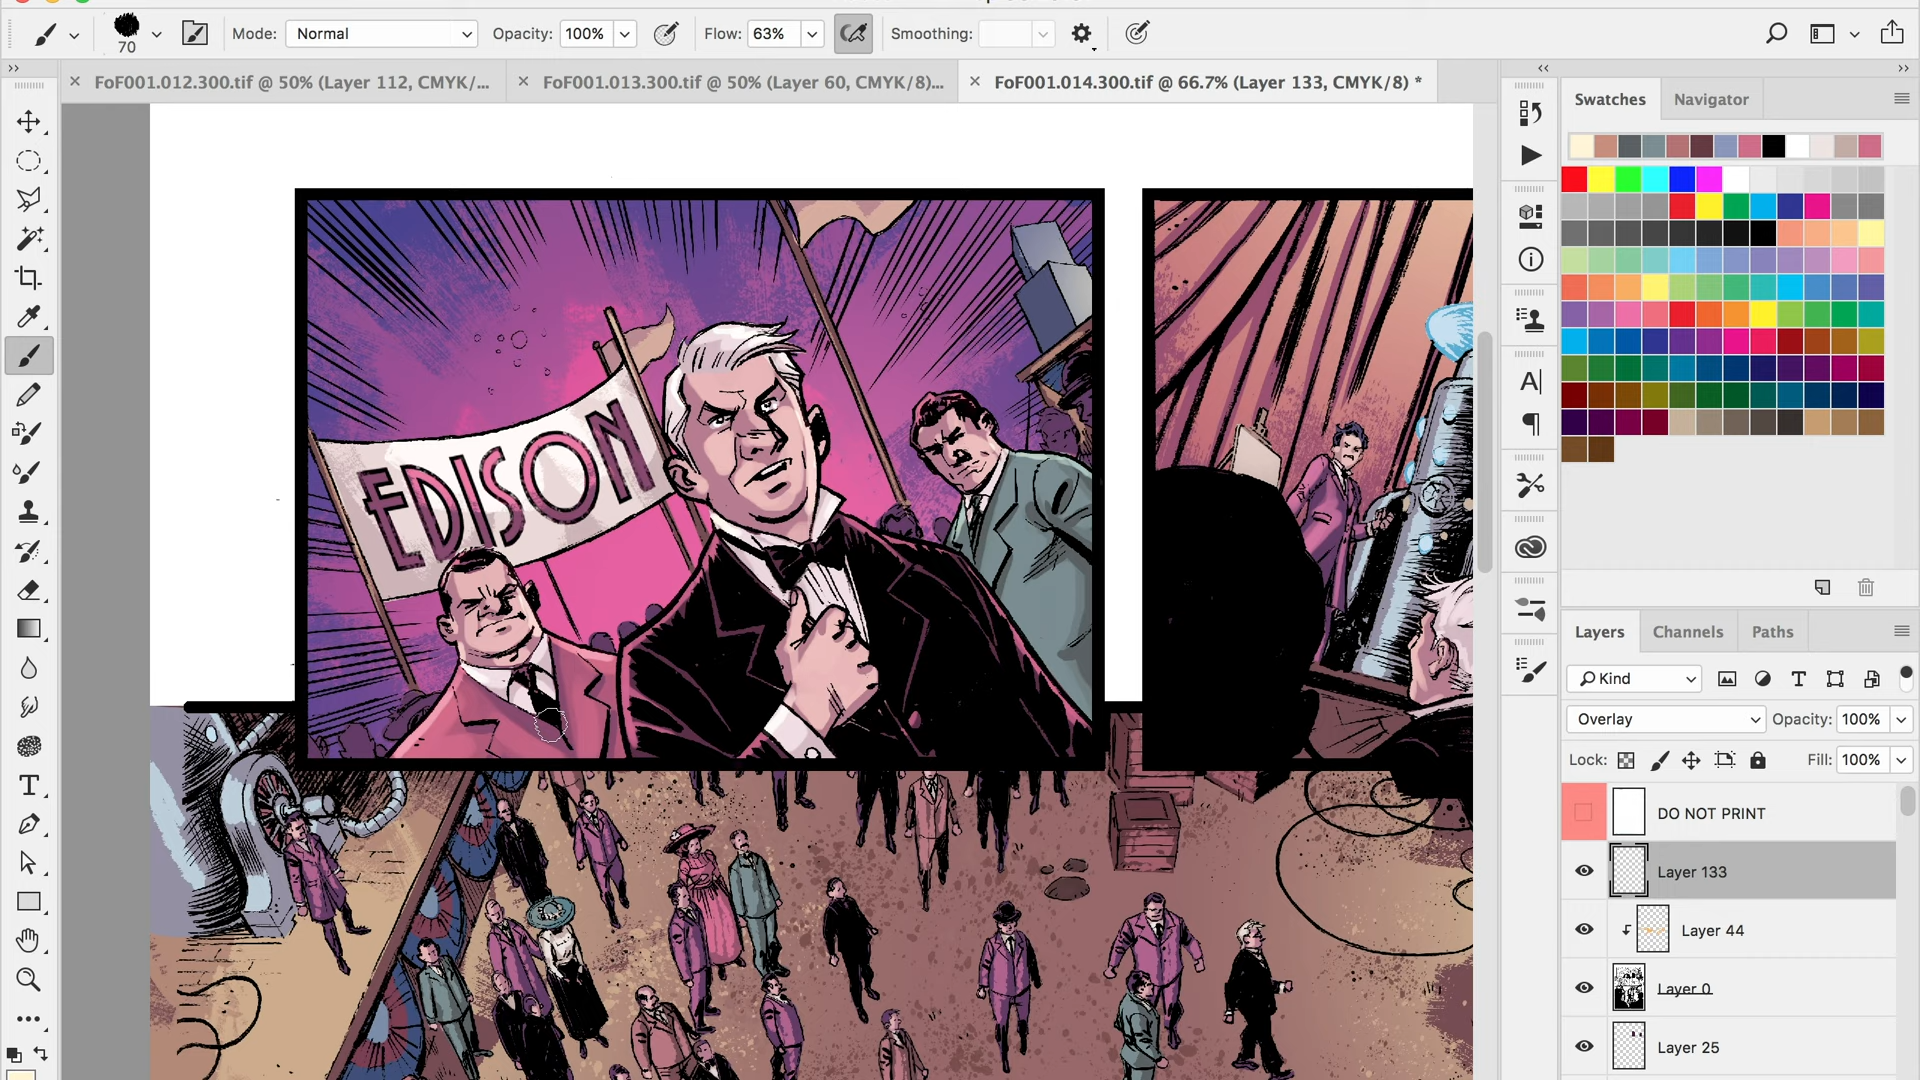 70
Mode: Normal
Opacity: 100%
Flow: 63%
Smoothing:
FoF001.012.300.tif @ 50% (Layer 112, CMYK/...
FoF001.013.300.tif @ 50% (Layer 60, CMYK/8)...
FoF001.014.300.tif @ 66.7% (Layer 133, CMYK/8) *
Swatches
Navigator
EDISON
Layers
Channels
Paths
Kind
Overlay
Opacity: 100%
Lock:
Fill: 100%
DO NOT PRINT
Layer 133
Layer 44
Layer 0
Layer 25